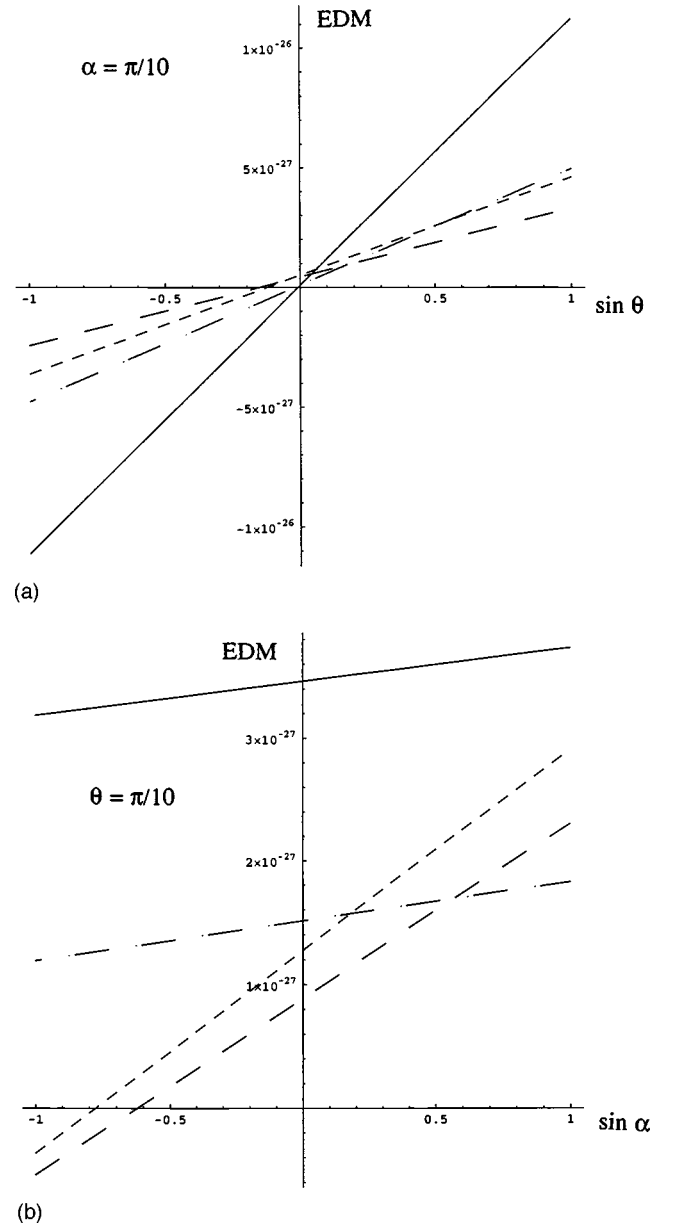 EDM
α = π/10
1×10⁻²⁶
5×10⁻²⁷
-1 -0.5 0.5 1 sin θ
-5×10⁻²⁷
-1×10⁻²⁶
(a)
EDM
3×10⁻²⁷
θ = π/10
2×10⁻²⁷
1×10⁻²⁷
-1 -0.5 0.5 1 sin α
(b)